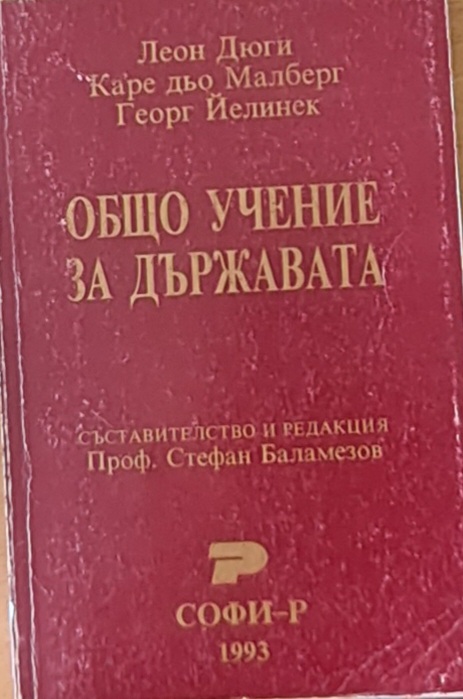 Леон Дюги
Каре дьо Малберг
Георг Йелинек
ОБЩО УЧЕНИЕ
ЗА ДЪРЖАВАТА
СЪСТАВИТЕЛСТВО И РЕДАКЦИЯ
Проф. Стефан Баламезов
СОФИ–Р
1993